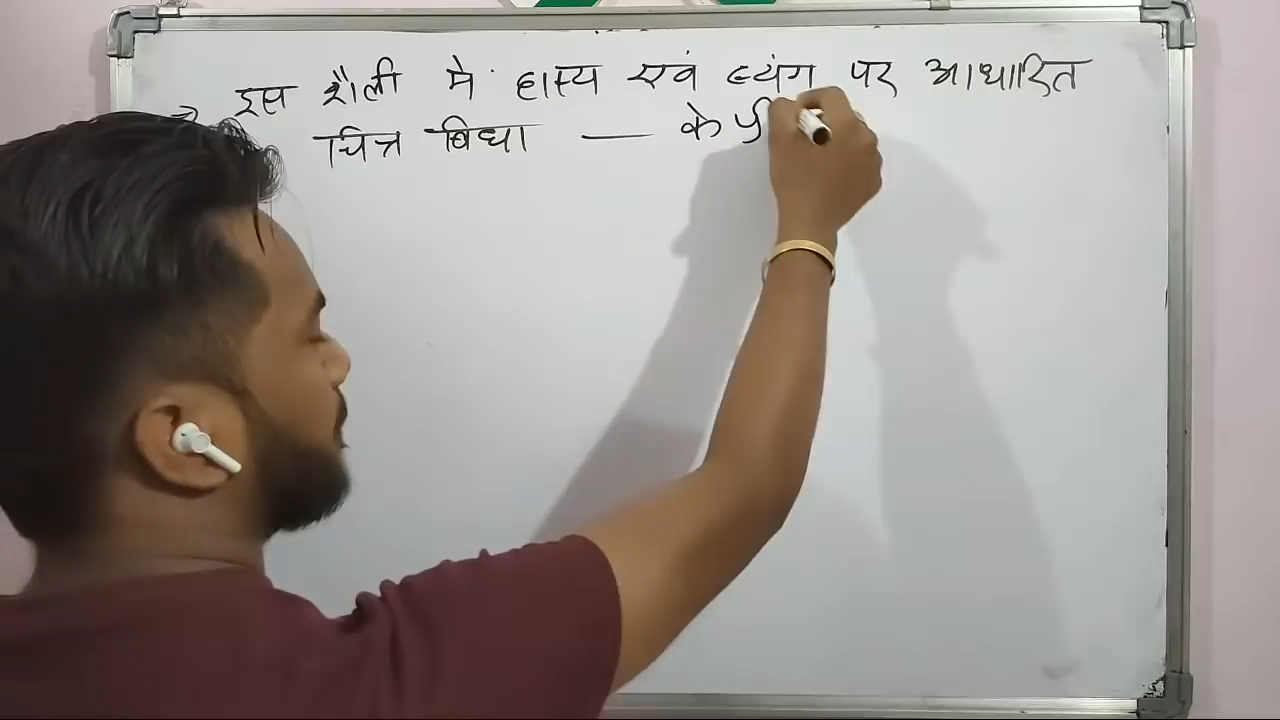 → इस शैली मे हास्य एवं व्यंग पर आधारित
चित्र बिधा — के